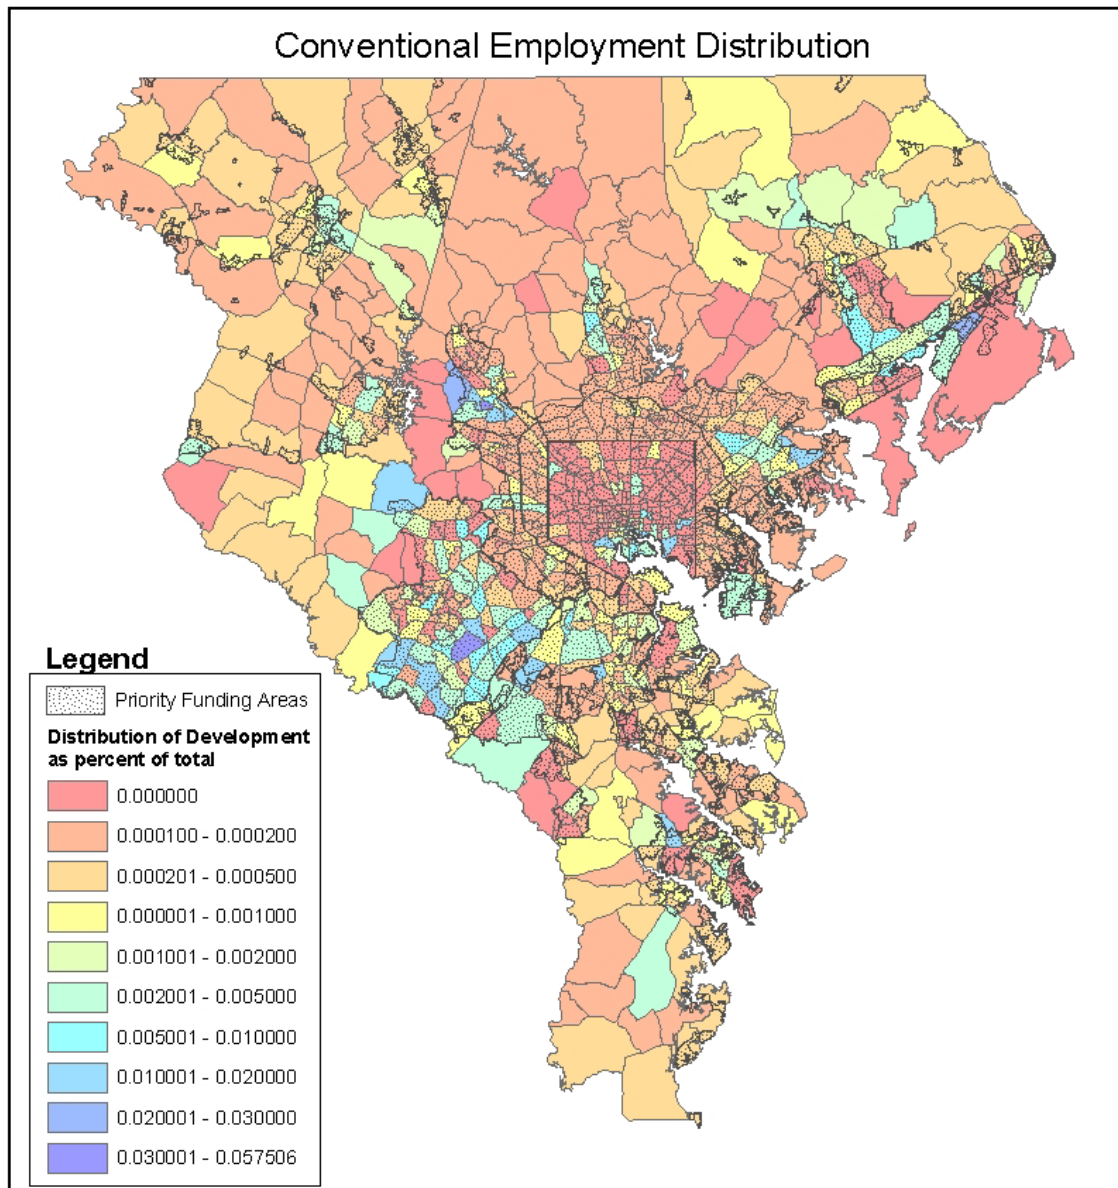 Conventional Employment Distribution
Legend
Priority Funding Areas
Distribution of Development
as percent of total
0.000000
0.000100 - 0.000200
0.000201 - 0.000500
0.000001 - 0.001000
0.001001 - 0.002000
0.002001 - 0.005000
0.005001 - 0.010000
0.010001 - 0.020000
0.020001 - 0.030000
0.030001 - 0.057506